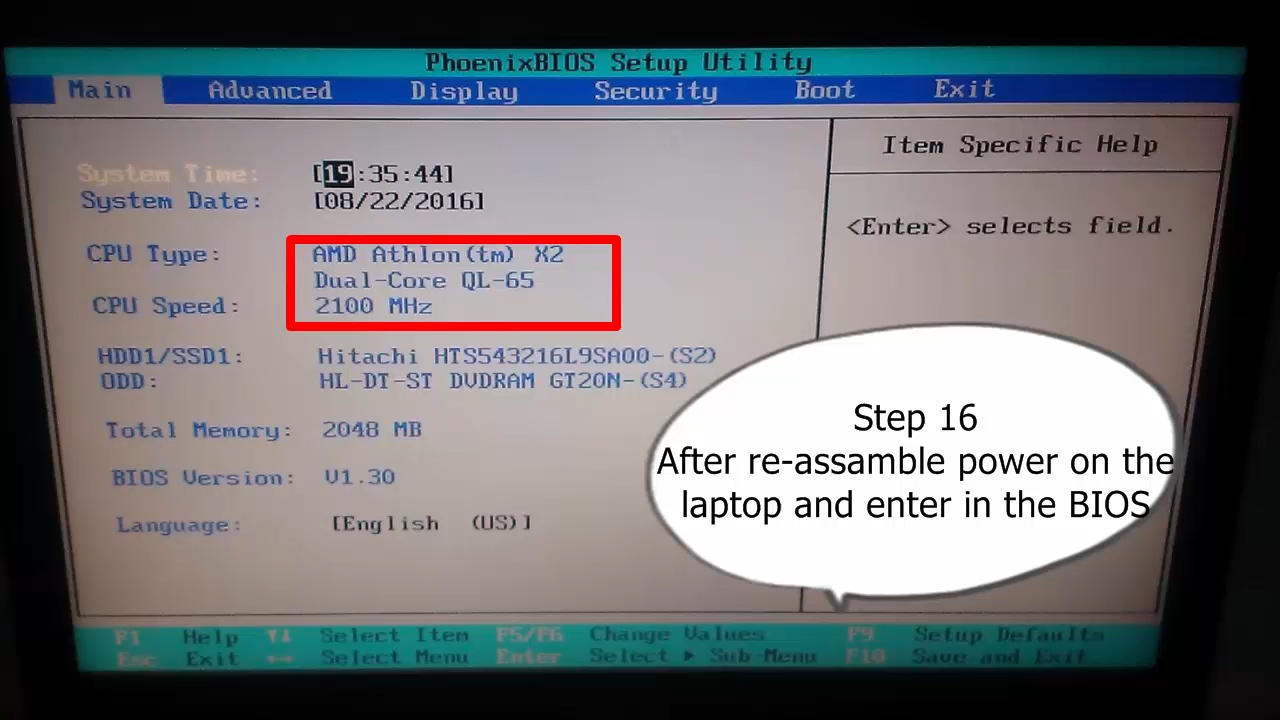 PhoenixBIOS Setup Utility
Main Advanced Display Security Boot Exit
System Time: [19:35:44]
System Date: [08/22/2016]
CPU Type: AMD Athlon(tm) X2
Dual-Core QL-65
CPU Speed: 2100 MHz
HDD1/SSD1: Hitachi HTS543216L9SA00-(S2)
ODD: HL-DT-ST DVDRAM GT20N-(S4)
Total Memory: 2048 MB
BIOS Version: V1.30
Language: [English (US)]
Item Specific Help
<Enter> selects field.
Step 16
After re-assamble power on the
laptop and enter in the BIOS
F1 Help ↑↓ Select Item F5/F6 Change Values F9 Setup Defaults
Esc Exit ↔ Select Menu Enter Select ▶ Sub-Menu F10 Save and Exit